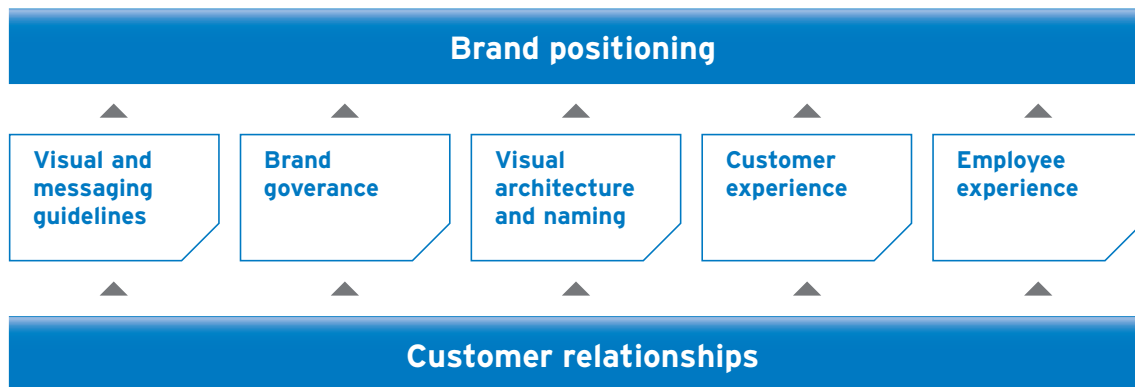 Brand positioning
Visual and
messaging
guidelines
Brand
goverance
Visual
architecture
and naming
Customer
experience
Employee
experience
Customer relationships